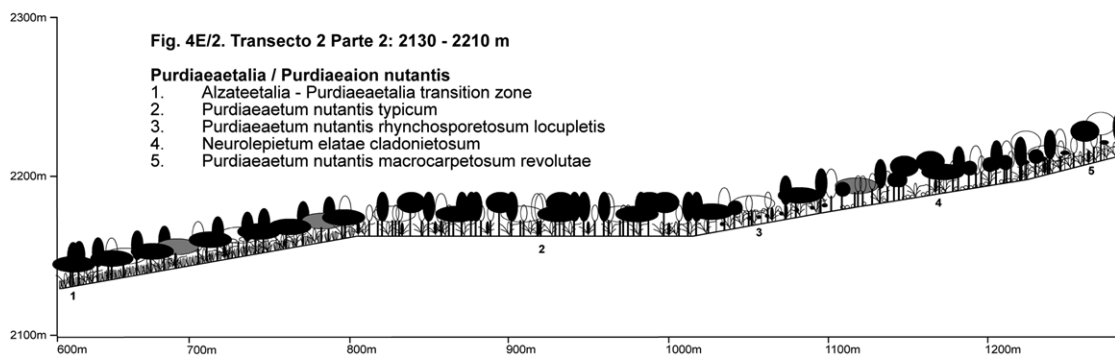 2300m
Fig. 4E/2. Transecto 2 Parte 2: 2130 - 2210 m
Purdiaeaetalia / Purdiaeaion nutantis
1. Alzateetalia - Purdiaeaetalia transition zone
2. Purdiaeaetum nutantis typicum
3. Purdiaeaetum nutantis rhynchosporetosum locupletis
4. Neurolepietum elatae cladonietosum
5. Purdiaeaetum nutantis macrocarpetosum revolutae
2200m
5
4
3
2
1
2100m
600m 700m 800m 900m 1000m 1100m 1200m